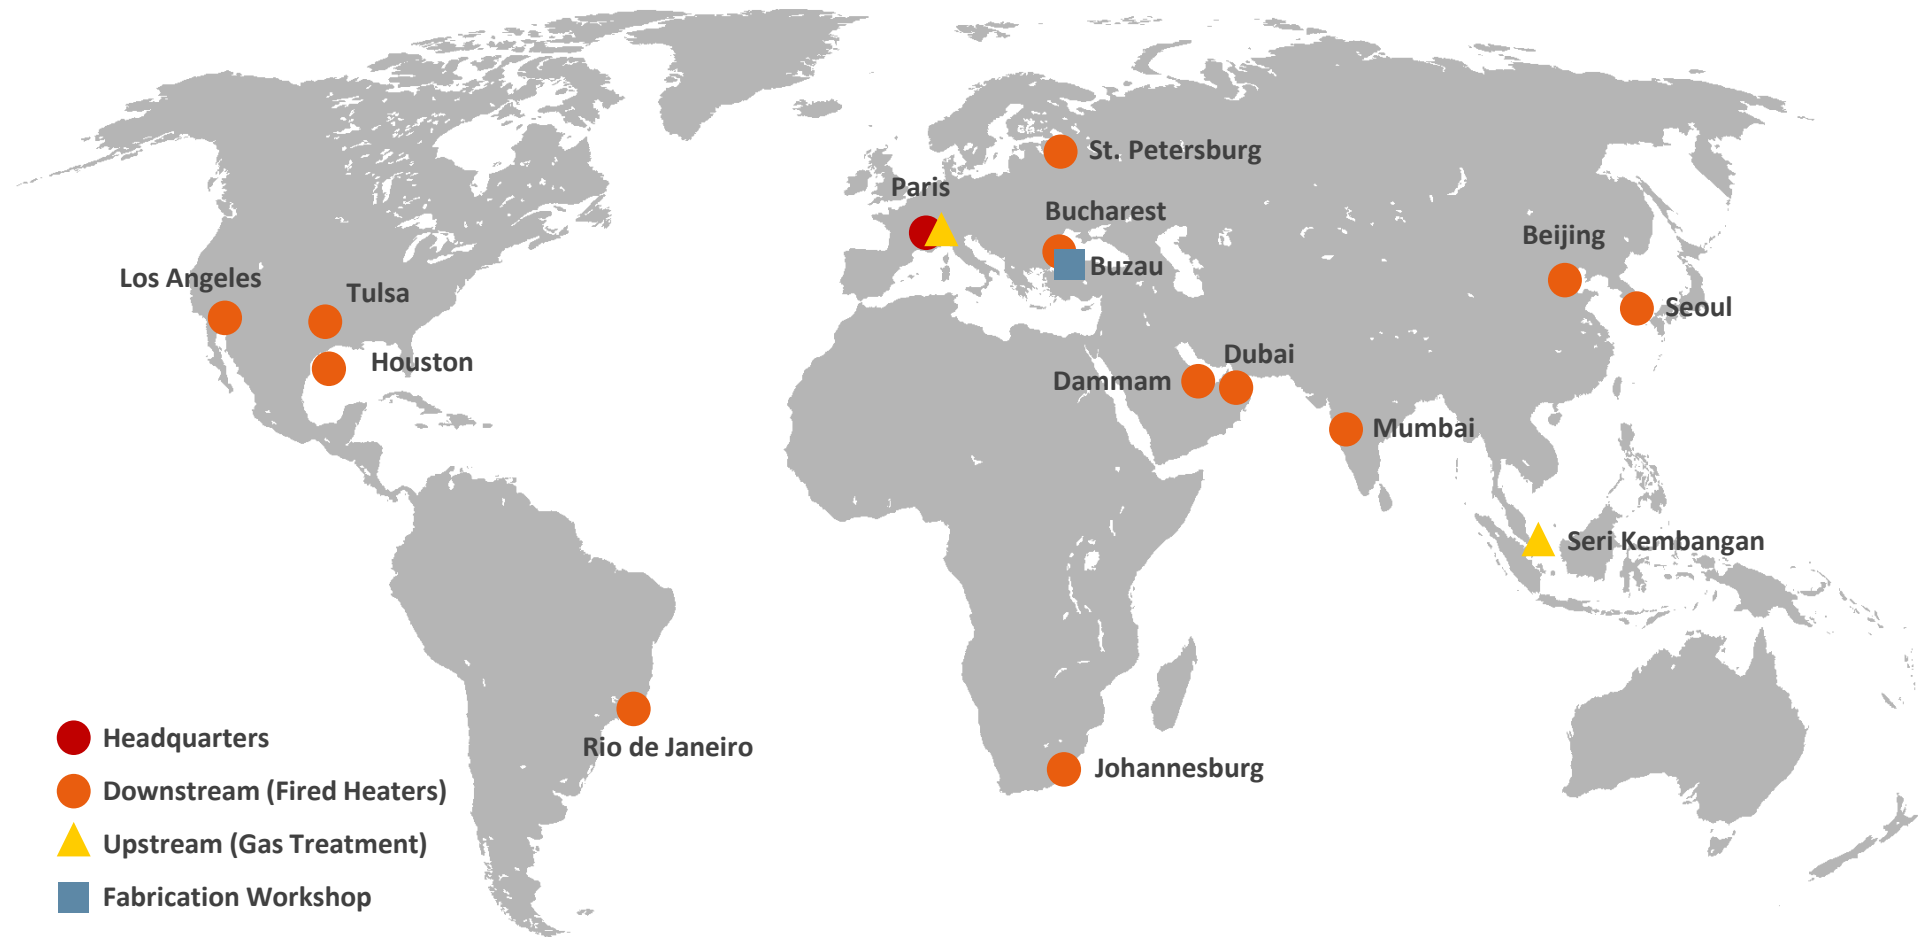 St. Petersburg
Paris
Bucharest
Beijing
Buzau
Los Angeles
Tulsa
Seoul
Houston
Dubai
Dammam
Mumbai
Seri Kembangan
Rio de Janeiro
Johannesburg
Headquarters
Downstream (Fired Heaters)
Upstream (Gas Treatment)
Fabrication Workshop